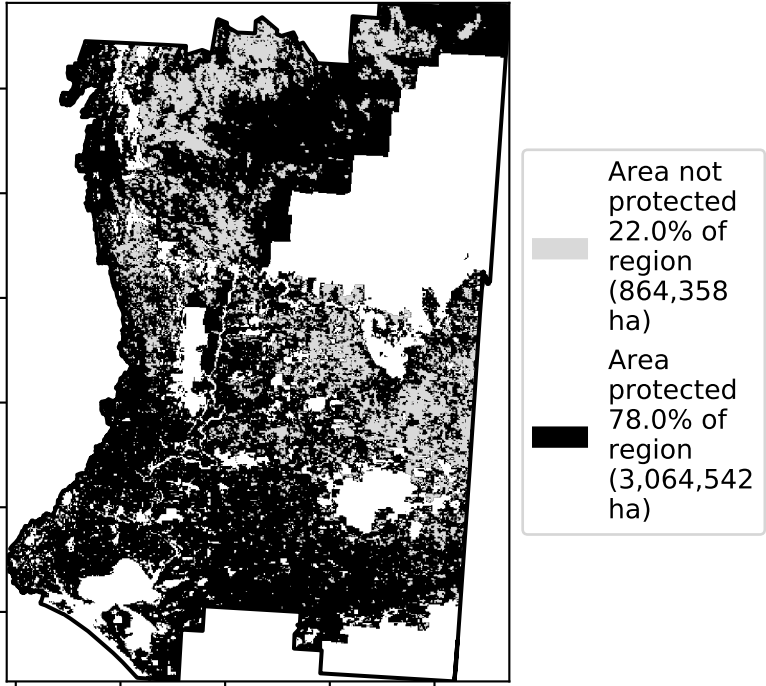 Area not
protected
22.0% of
region
(864,358
ha)
Area
protected
78.0% of
region
(3,064,542
ha)